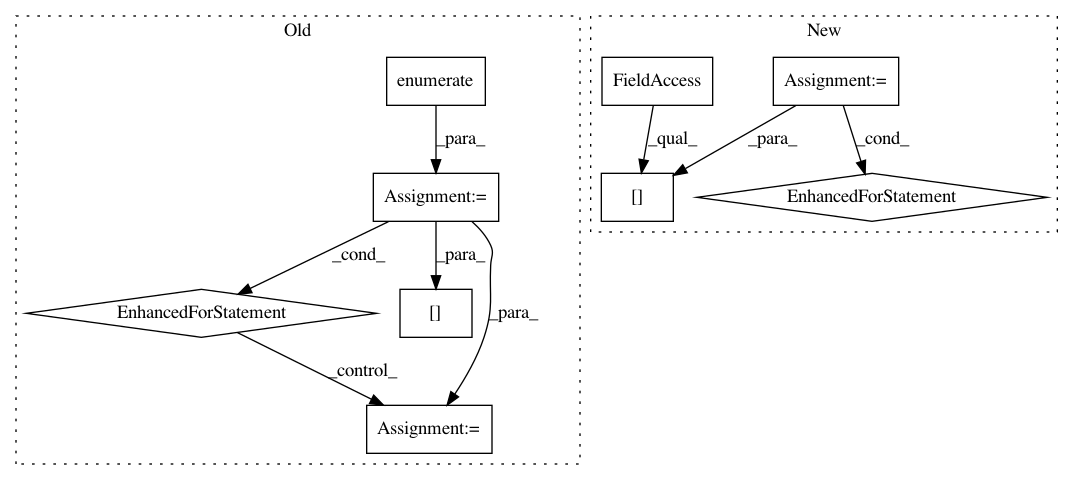 Old
New
enumerate
FieldAccess
Assignment:=
_para_
_qual_
_para_
_cond_
Assignment:=
[]
EnhancedForStatement
_cond_
_para_
EnhancedForStatement
[]
_para_
_control_
Assignment:=